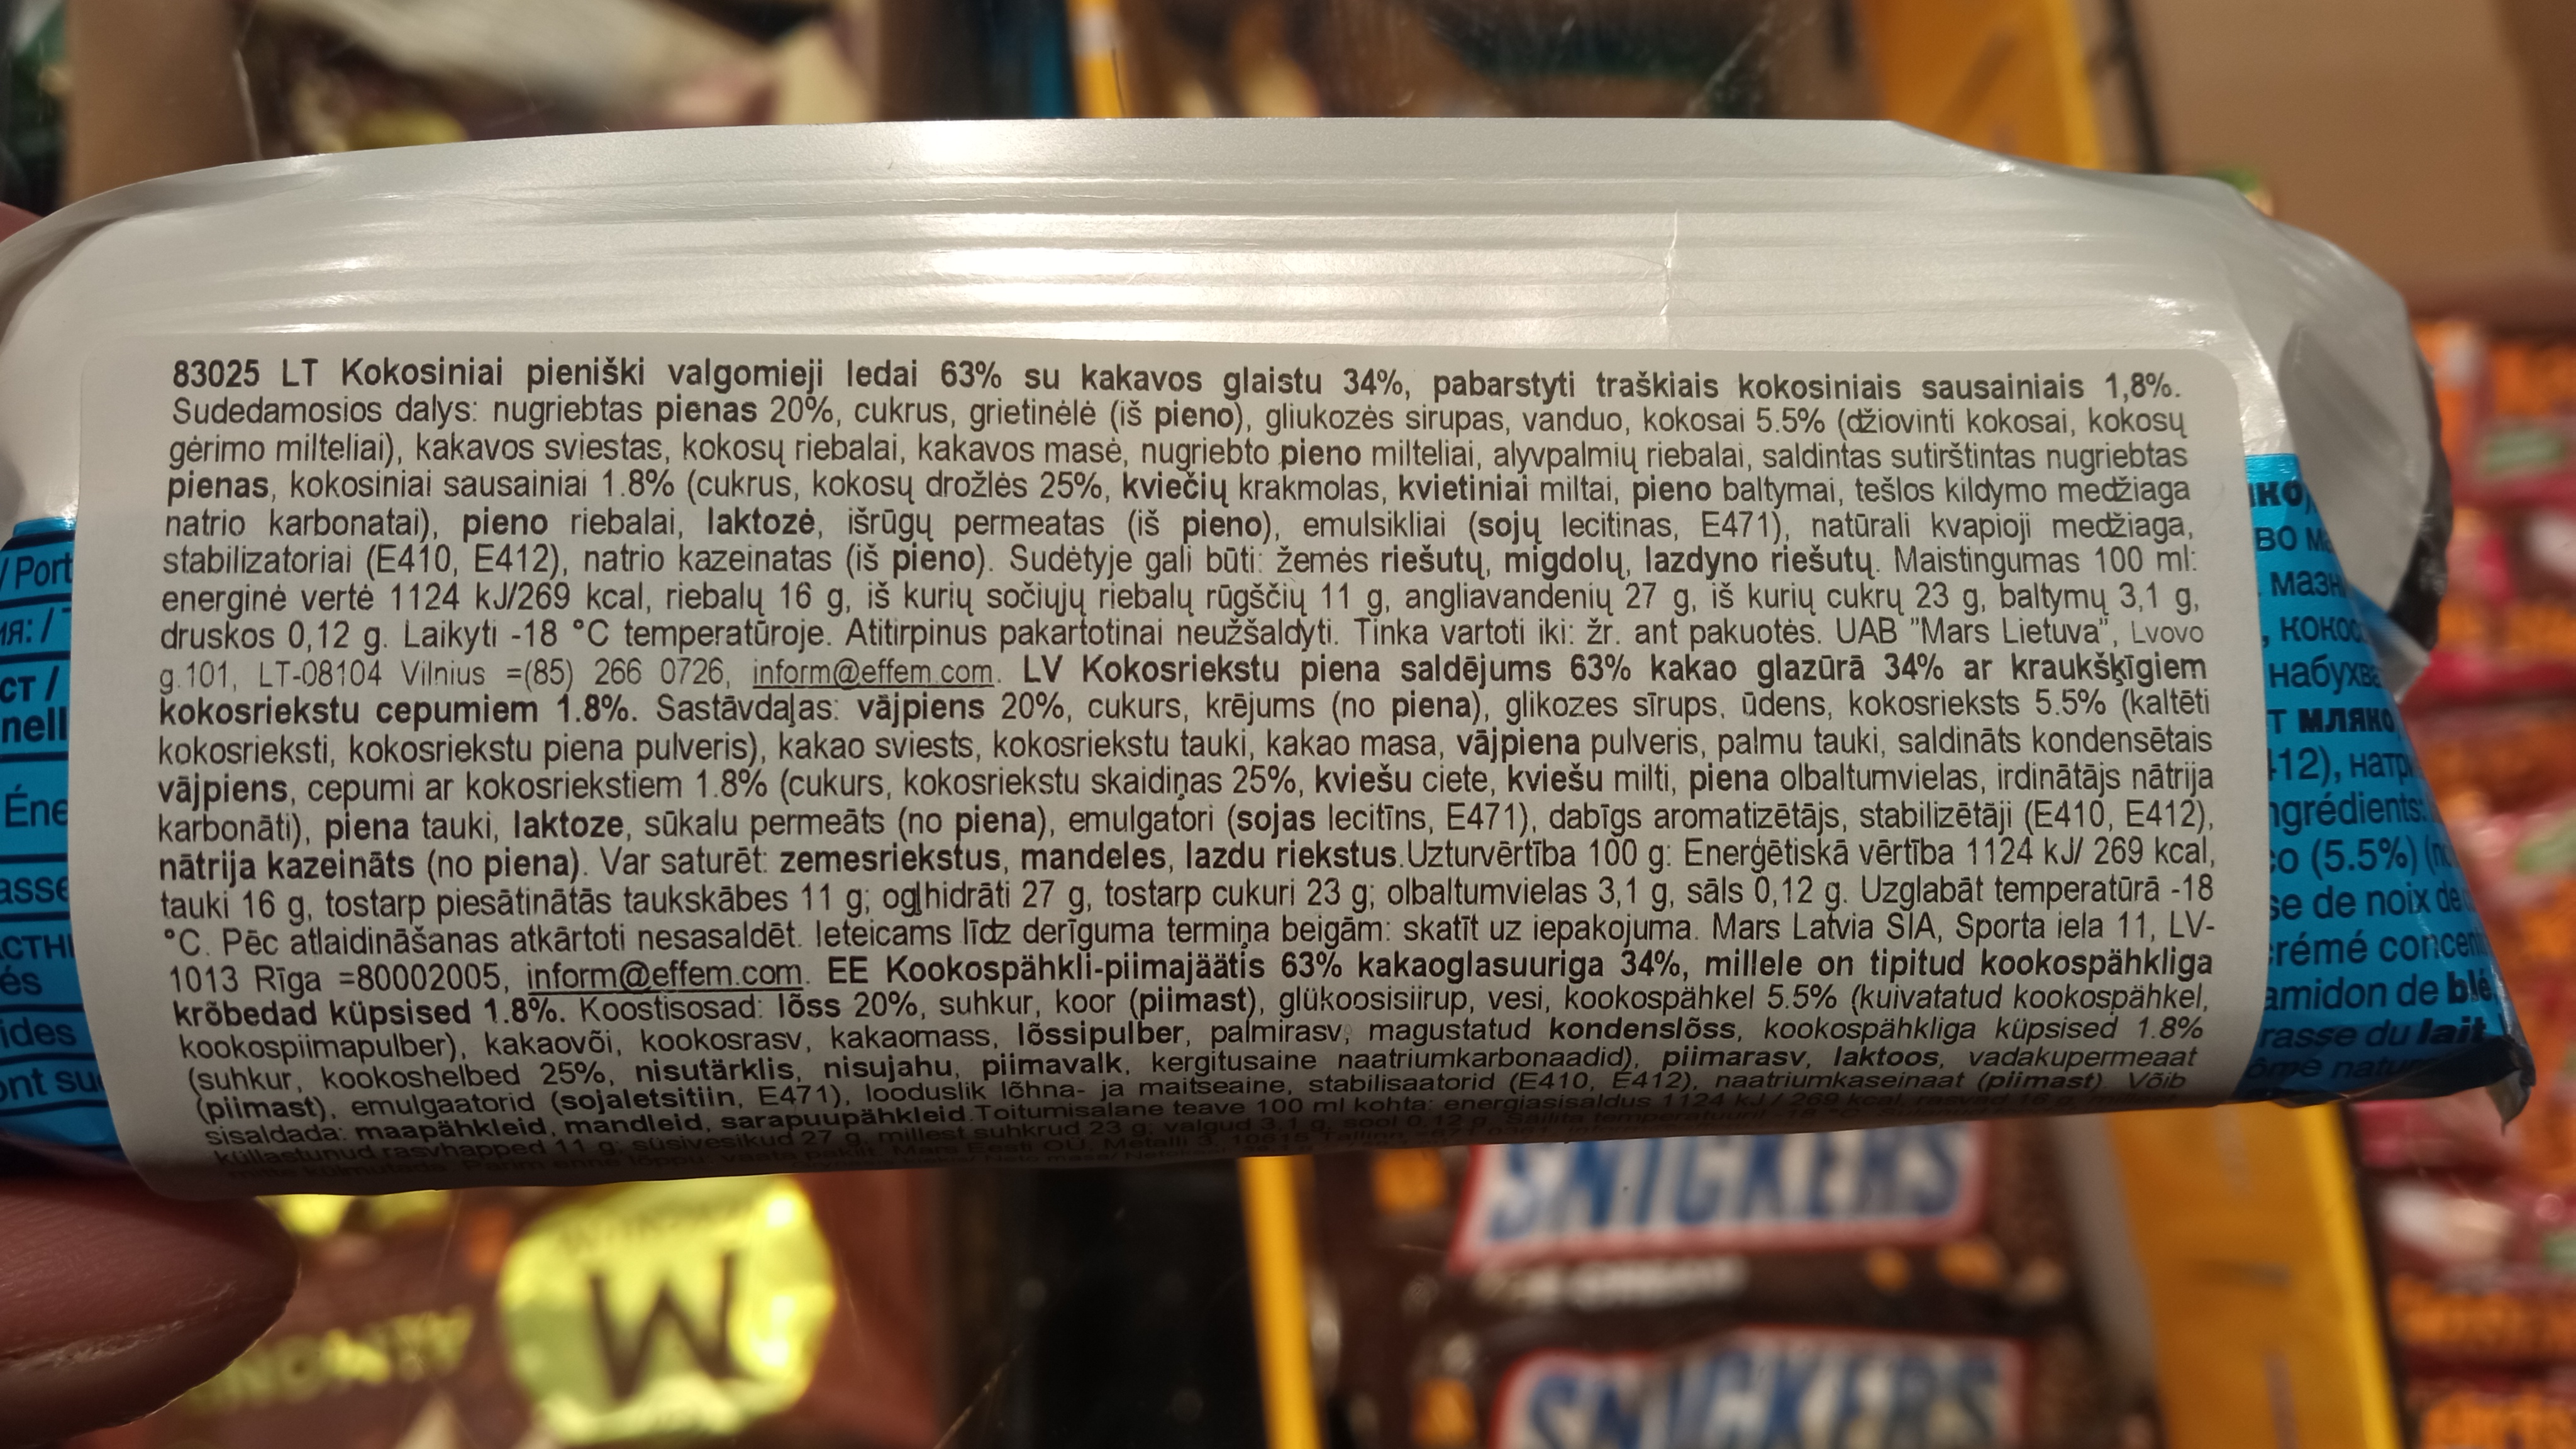 83025 LT Kokosiniai pieniški valgomieji ledai 63% su kakavos glaistu 34%, pabarstyti traškiais kokosiniais sausainiais 1,8%.
Sudedamosios dalys: nugriebtas pienas 20%, cukrus, grietinėlė (iš pieno), gliukozės sirupas, vanduo, kokosai 5.5% (džiovinti kokosai, kokosų
gėrimo milteliai), kakavos sviestas, kokosų riebalai, kakavos masė, nugriebto pieno milteliai, alyvpalmių riebalai, saldintas sutirštintas nugriebtas
pienas, kokosiniai sausainiai 1.8% (cukrus, kokosų drožlės 25%, kviečių krakmolas, kvietiniai miltai, pieno baltymai, tešlos kildymo medžiaga
natrio karbonatai), pieno riebalai, laktozė, išrūgų permeatas (iš pieno), emulsikliai (sojų lecitinas, E471), natūrali kvapioji medžiaga,
stabilizatoriai (E410, E412), natrio kazeinatas (iš pieno). Sudėtyje gali būti: žemės riešutų, migdolų, lazdyno riešutų. Maistingumas 100 ml:
energinė vertė 1124 kJ/269 kcal, riebalų 16 g, iš kurių sočiųjų riebalų rūgščių 11 g, angliavandenių 27 g, iš kurių cukrų 23 g, baltymų 3,1 g,
druskos 0,12 g. Laikyti -18 °C temperatūroje. Atitirpinus pakartotinai neužšaldyti. Tinka vartoti iki: žr. ant pakuotės. UAB "Mars Lietuva", Lvovo
g.101, LT-08104 Vilnius =(85) 266 0726, inform@effem.com. LV Kokosriekstu piena saldējums 63% kakao glazūrā 34% ar kraukšķīgiem
kokosriekstu cepumiem 1.8%. Sastāvdaļas: vājpiens 20%, cukurs, krējums (no piena), glikozes sīrups, ūdens, kokosrieksts 5.5% (kaltēti
kokosrieksti, kokosriekstu piena pulveris), kakao sviests, kokosriekstu tauki, kakao masa, vājpiena pulveris, palmu tauki, saldināts kondensētais
vājpiens, cepumi ar kokosriekstiem 1.8% (cukurs, kokosriekstu skaidiņas 25%, kviešu ciete, kviešu milti, piena olbaltumvielas, irdinātājs nātrija
karbonāti), piena tauki, laktoze, sūkalu permeāts (no piena), emulgatori (sojas lecitīns, E471), dabīgs aromatizētājs, stabilizētāji (E410, E412),
nātrija kazeināts (no piena). Var saturēt: zemesriekstus, mandeles, lazdu riekstus.Uzturvērtība 100 g: Enerģētiskā vērtība 1124 kJ/ 269 kcal,
tauki 16 g, tostarp piesātinātās taukskābes 11 g; ogļhidrāti 27 g, tostarp cukuri 23 g; olbaltumvielas 3,1 g, sāls 0,12 g. Uzglabāt temperatūrā -18
°C. Pēc atlaidināšanas atkārtoti nesasaldēt. Ieteicams līdz derīguma termiņa beigām: skatīt uz iepakojuma. Mars Latvia SIA, Sporta iela 11, LV-
1013 Rīga =80002005, inform@effem.com. EE Kookospähkli-piimajäätis 63% kakaoglasuuriga 34%, millele on tipitud kookospähkliga
krõbedad küpsised 1.8%. Koostisosad: lõss 20%, suhkur, koor (piimast), glükoosisiirup, vesi, kookospähkel 5.5% (kuivatatud kookospähkel,
kookospiimapulber), kakaovõi, kookosrasv, kakaomass, lõssipulber, palmirasv, magustatud kondenslõss, kookospähkliga küpsised 1.8%
(suhkur, kookoshelbed 25%, nisutärklis, nisujahu, piimavalk, kergitusaine naatriumkarbonaadid), piimarasv, laktoos, vadakupermeaat
(piimast), emulgaatorid (sojaletsitiin, E471), looduslik lõhna- ja maitseaine, stabilisaatorid (E410, E412), naatriumkaseinaat (piimast). Võib
sisaldada: maapähkleid, mandleid, sarapuupähkleid.Toitumisalane teave 100 ml kohta: energiasisaldus 1124 kJ / 269 kcal, rasvad 16 g, millest
küllastunud rasvhapped 11 g; süsivesikud 27 g, millest suhkrud 23 g; valgud 3,1 g, sool 0,12 g. Säilita temperatuuril -18 °C.
Parim enne lõppu: vaata pakilt. Mars Eesti OÜ, Metalli 3, 10615 Tallinn
/ Port
ия: /
ст /
nell
Éne
asse
és
ides
ont
ко)
мазн
, коко
набухв
т мляко
412), натр
ngrédients:
co (5.5%)
se de noix de
crémé concen
amidon de blé
rasse du lait
ôme natur
SNICKERS
ICE CREAM
SNICKERS
M